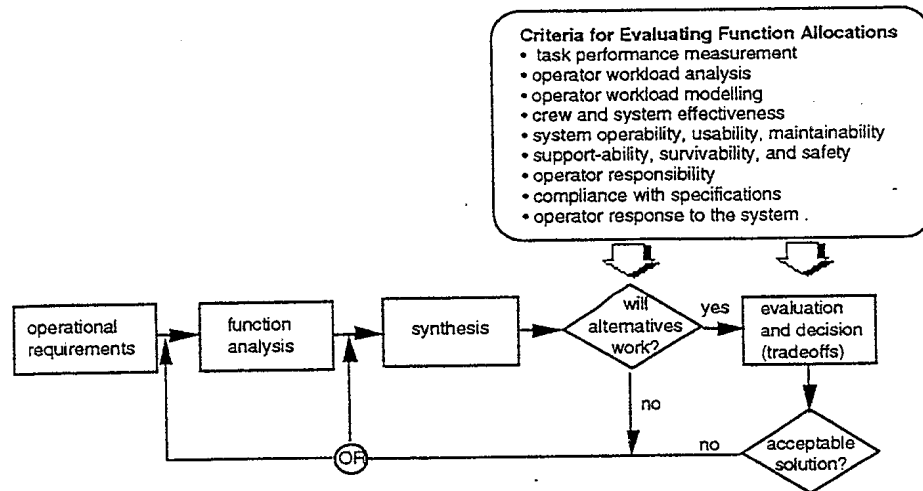 Criteria for Evaluating Function Allocations
• task performance measurement
• operator workload analysis
• operator workload modelling
• crew and system effectiveness
• system operability, usability, maintainability
• support-ability, survivability, and safety
• operator responsibility
• compliance with specifications
• operator response to the system .
operational
requirements
function
analysis
synthesis
will
alternatives
work?
yes
evaluation
and decision
(tradeoffs)
no
OR
no
acceptable
solution?